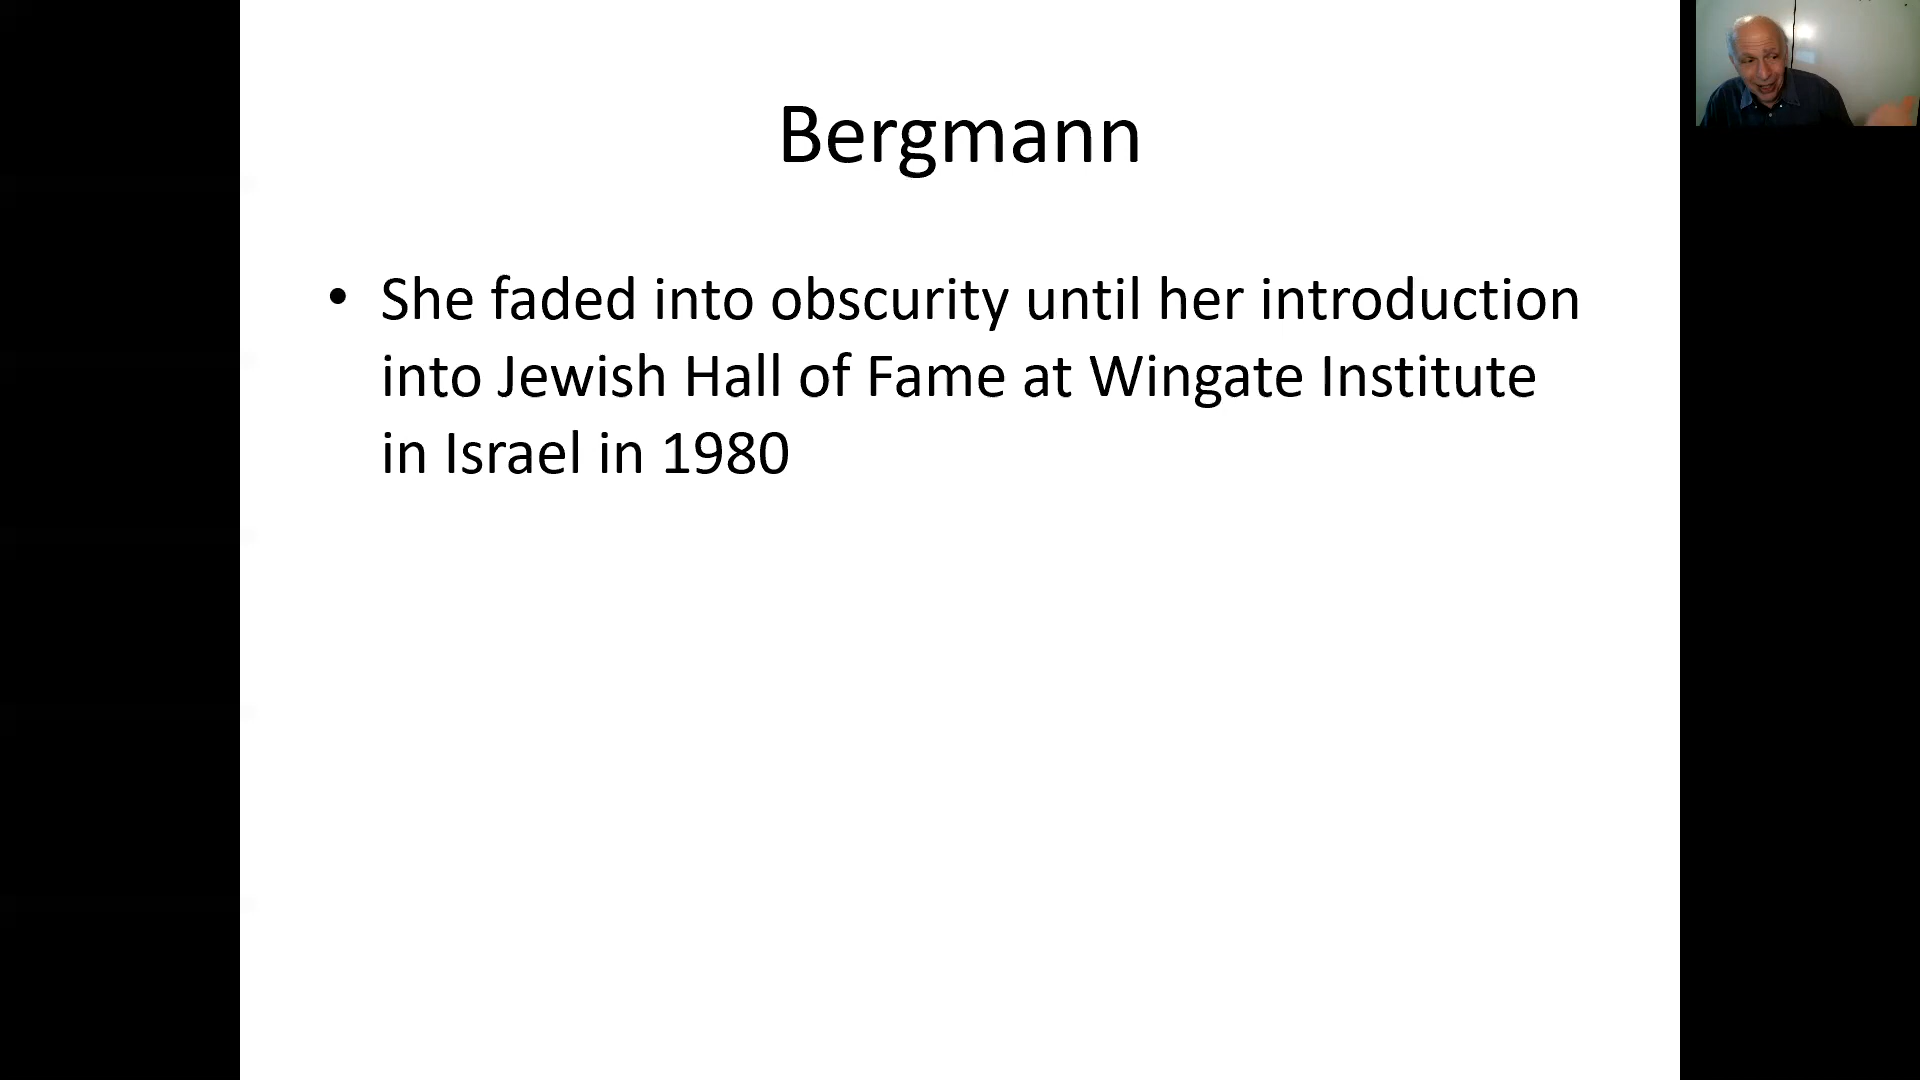 Bergmann
• She faded into obscurity until her introduction
into Jewish Hall of Fame at Wingate Institute
in Israel in 1980